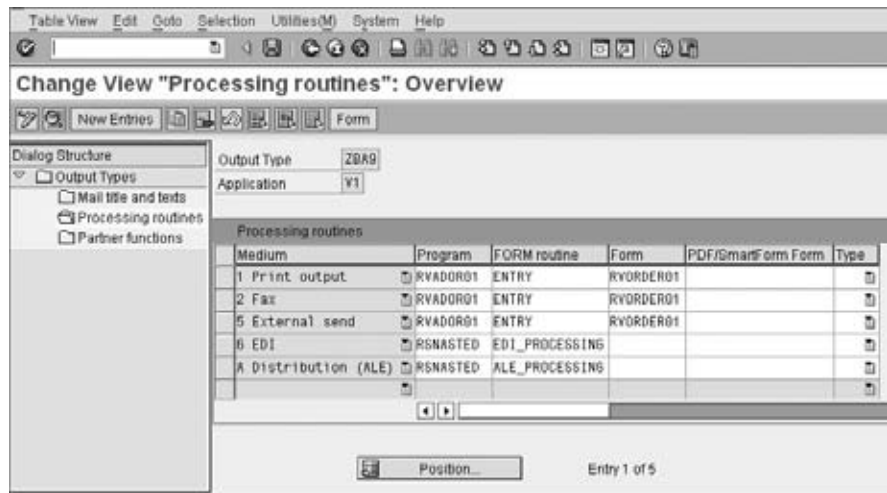 Table View Edit Goto Selection Utilities(M) System Help
Change View "Processing routines": Overview
New Entries Form
Dialog Structure
Output Types
Mail title and texts
Processing routines
Partner functions
Output Type ZBA9
Application V1
Processing routines
Medium Program FORM routine Form PDF/SmartForm Form Type
1 Print output RVADOR01 ENTRY RVORDER01
2 Fax RVADOR01 ENTRY RVORDER01
5 External send RVADOR01 ENTRY RVORDER01
6 EDI RSNASTED EDI_PROCESSING
A Distribution (ALE) RSNASTED ALE_PROCESSING
Position... Entry 1 of 5